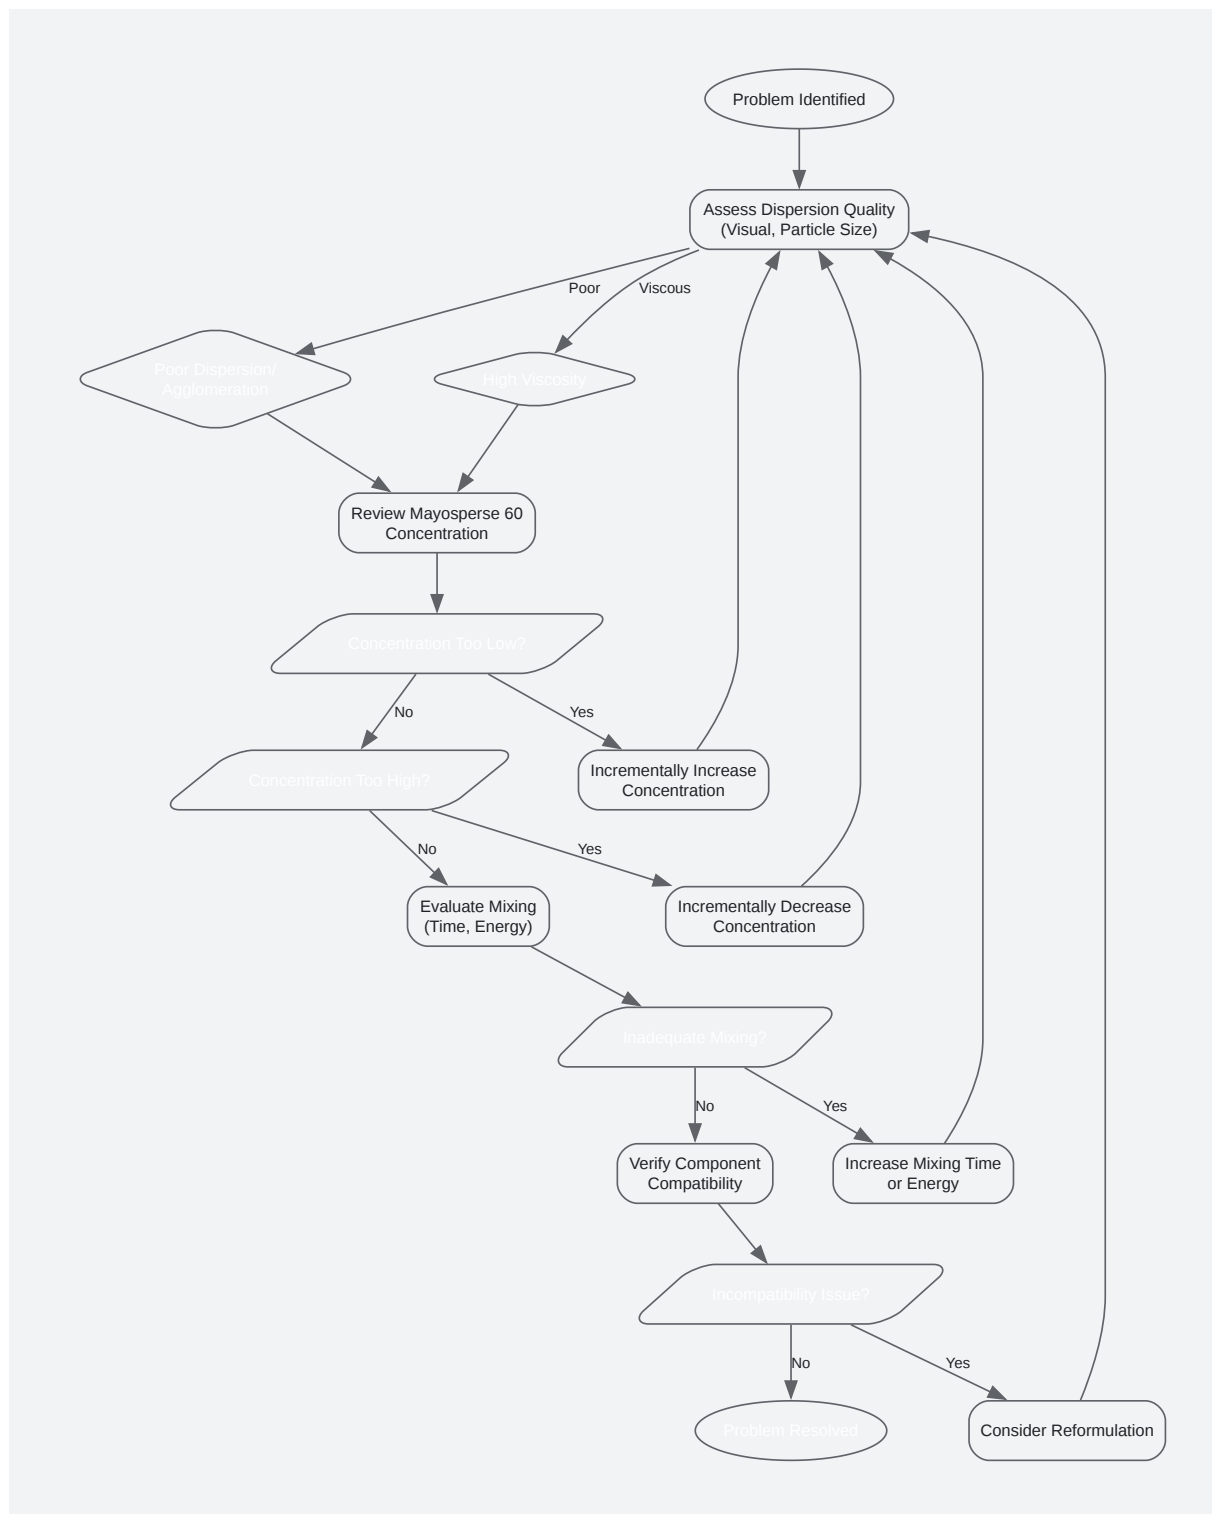 Problem Identified
Assess Dispersion Quality
(Visual, Particle Size)
Poor
Viscous
Poor Dispersion/
Agglomeration
High Viscosity
Review Mayosperse 60
Concentration
Concentration Too Low?
No
Yes
Concentration Too High?
Incrementally Increase
Concentration
No
Yes
Evaluate Mixing
(Time, Energy)
Incrementally Decrease
Concentration
Inadequate Mixing?
No
Yes
Verify Component
Compatibility
Increase Mixing Time
or Energy
Incompatibility Issue?
No
Yes
Problem Resolved
Consider Reformulation